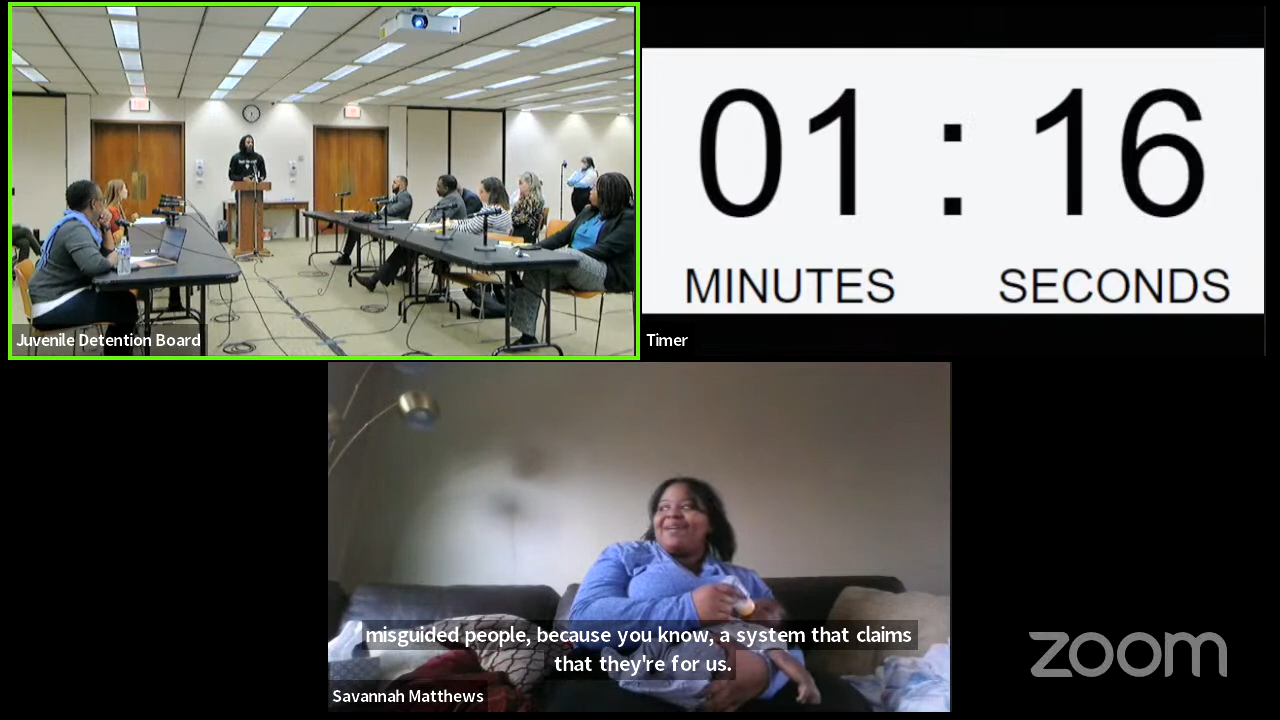 Juvenile Detention Board
01 : 16
MINUTES SECONDS
Timer
misguided people, because you know, a system that claims
that they're for us.
Savannah Matthews
zoom